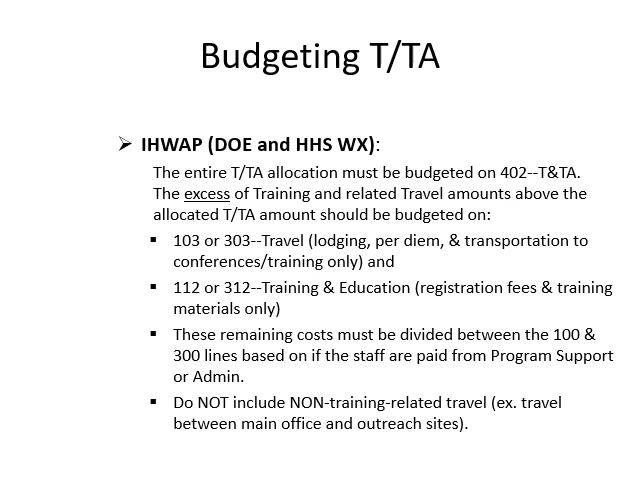 Budgeting T/TA
➢ IHWAP (DOE and HHS WX):
The entire T/TA allocation must be budgeted on 402--T&TA.
The excess of Training and related Travel amounts above the
allocated T/TA amount should be budgeted on:
▪ 103 or 303--Travel (lodging, per diem, & transportation to
conferences/training only) and
▪ 112 or 312--Training & Education (registration fees & training
materials only)
▪ These remaining costs must be divided between the 100 &
300 lines based on if the staff are paid from Program Support
or Admin.
▪ Do NOT include NON-training-related travel (ex. travel
between main office and outreach sites).